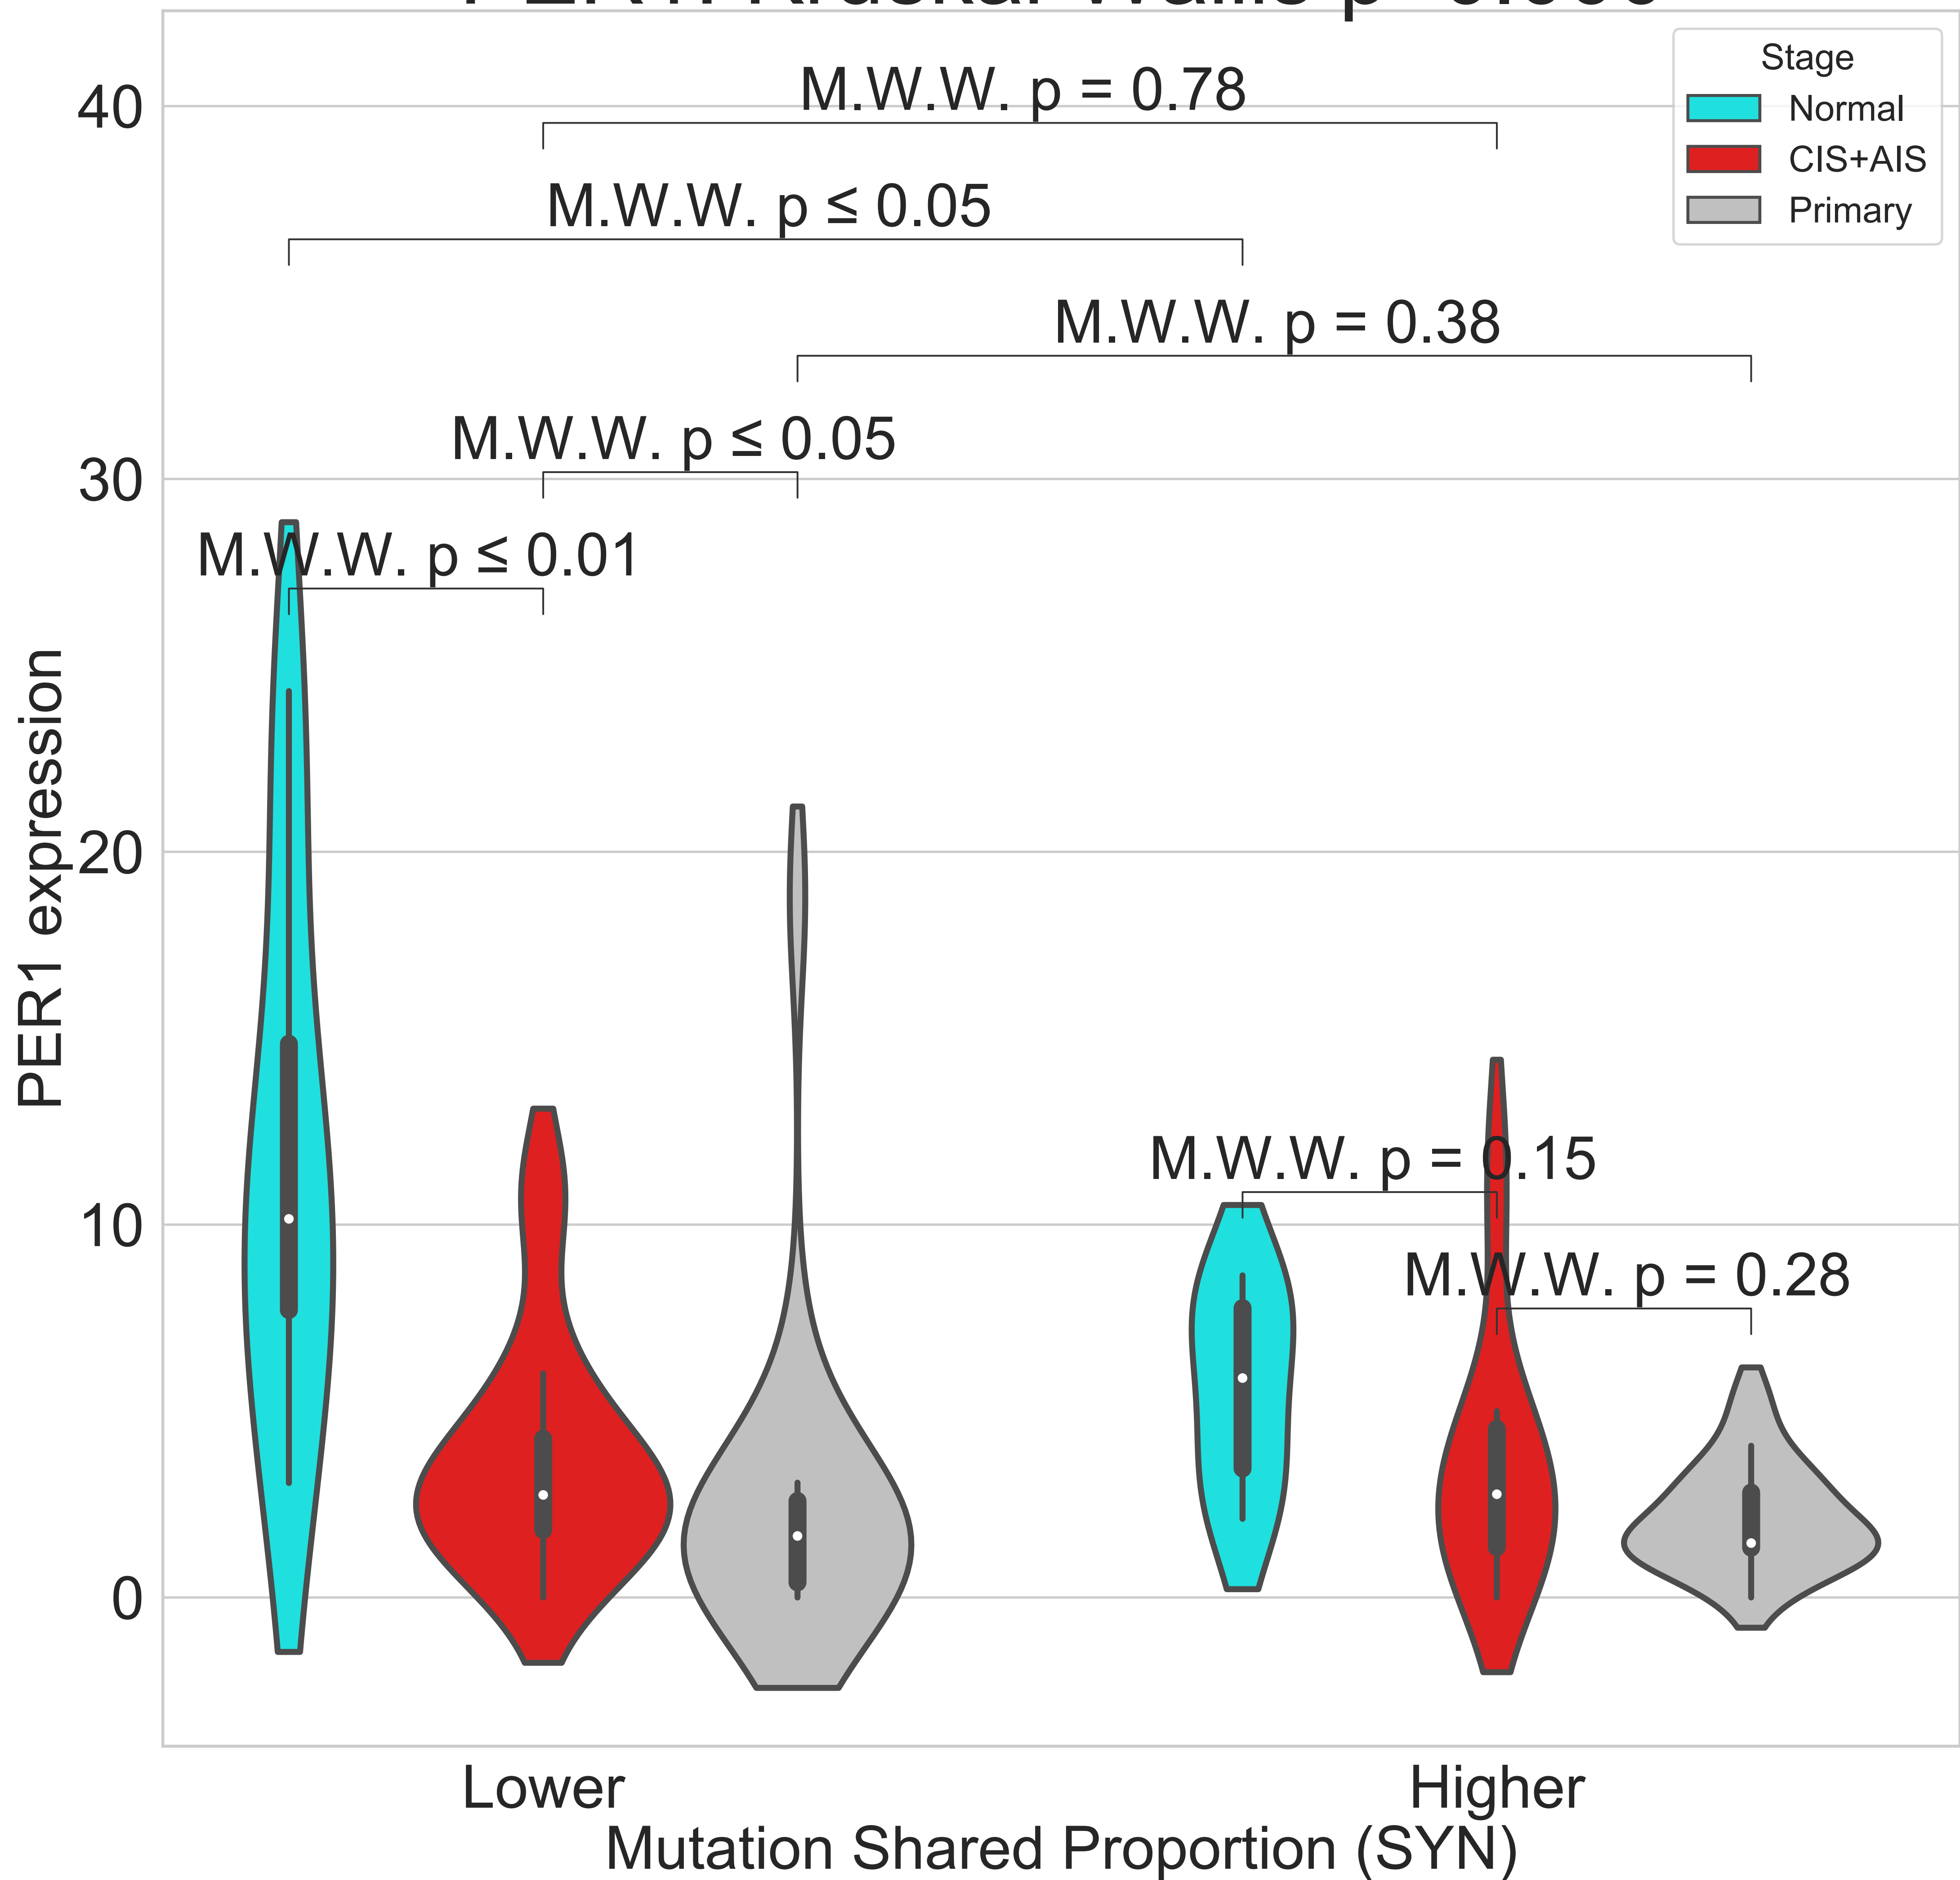 Stage
Normal
CIS+AIS
Primary
M.W.W. p = 0.78
M.W.W. p ≤ 0.05
M.W.W. p = 0.38
M.W.W. p ≤ 0.05
M.W.W. p ≤ 0.01
M.W.W. p = 0.15
M.W.W. p = 0.28
PER1 expression
40
30
20
10
0
Lower
Higher
Mutation Shared Proportion (SYN)